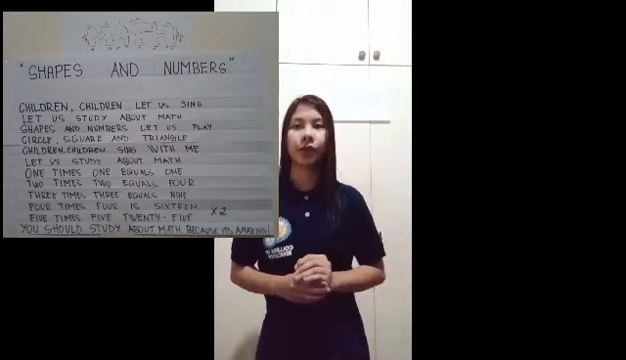 "SHAPES AND NUMBERS"
CHILDREN, CHILDREN LET US SING
LET US STUDY ABOUT MATH
SHAPES AND NUMBERS LET US PLAY
CIRCLE, SQUARE AND TRIANGLE
CHILDREN, CHILDREN SING WITH ME
LET US STUDY ABOUT MATH
ONE TIMES ONE EQUALS ONE
TWO TIMES TWO EQUALS FOUR
THREE TIMES THREE EQUALS NINE
FOUR TIMES FOUR IS SIXTEEN
FIVE TIMES FIVE TWENTY-FIVE X2
YOU SHOULD STUDY ABOUT MATH BECAUSE IT'S AMAZING!
COLLEGE OF
EDUCATION